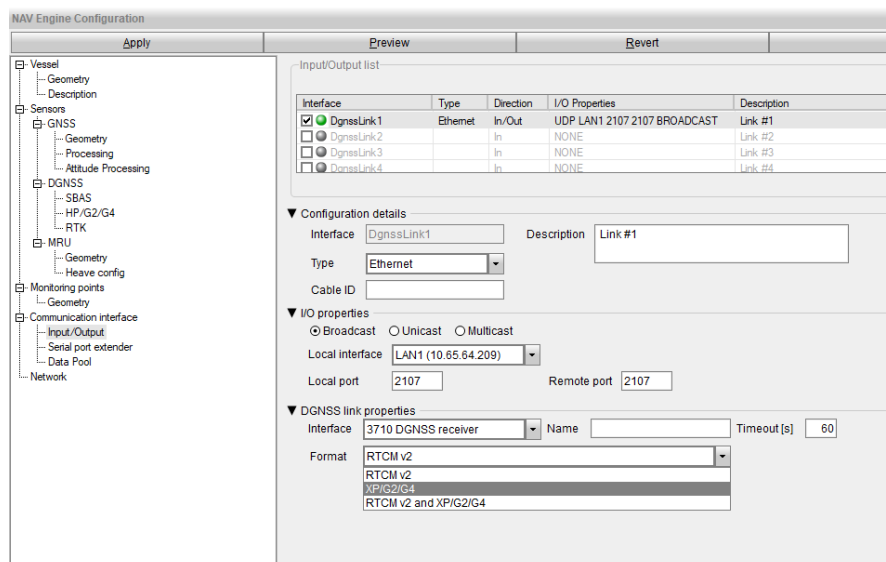 NAV Engine Configuration
Apply Preview Revert
Vessel
Geometry
Description
Sensors
GNSS
Geometry
Processing
Attitude Processing
DGNSS
SBAS
HP/G2/G4
RTK
MRU
Geometry
Heave config
Monitoring points
Geometry
Communication interface
Input/Output
Serial port extender
Data Pool
Network
Input/Output list
Interface Type Direction I/O Properties Description
DgnssLink1 Ethernet In/Out UDP LAN1 2107 2107 BROADCAST Link #1
DgnssLink2 In NONE Link #2
DgnssLink3 In NONE Link #3
DgnssLink4 In NONE Link #4
Configuration details
Interface DgnssLink1 Description Link #1
Type Ethernet
Cable ID
I/O properties
Broadcast Unicast Multicast
Local interface LAN1 (10.65.64.209)
Local port 2107 Remote port 2107
DGNSS link properties
Interface 3710 DGNSS receiver Name Timeout [s] 60
Format RTCM v2
RTCM v2
XP/G2/G4
RTCM v2 and XP/G2/G4